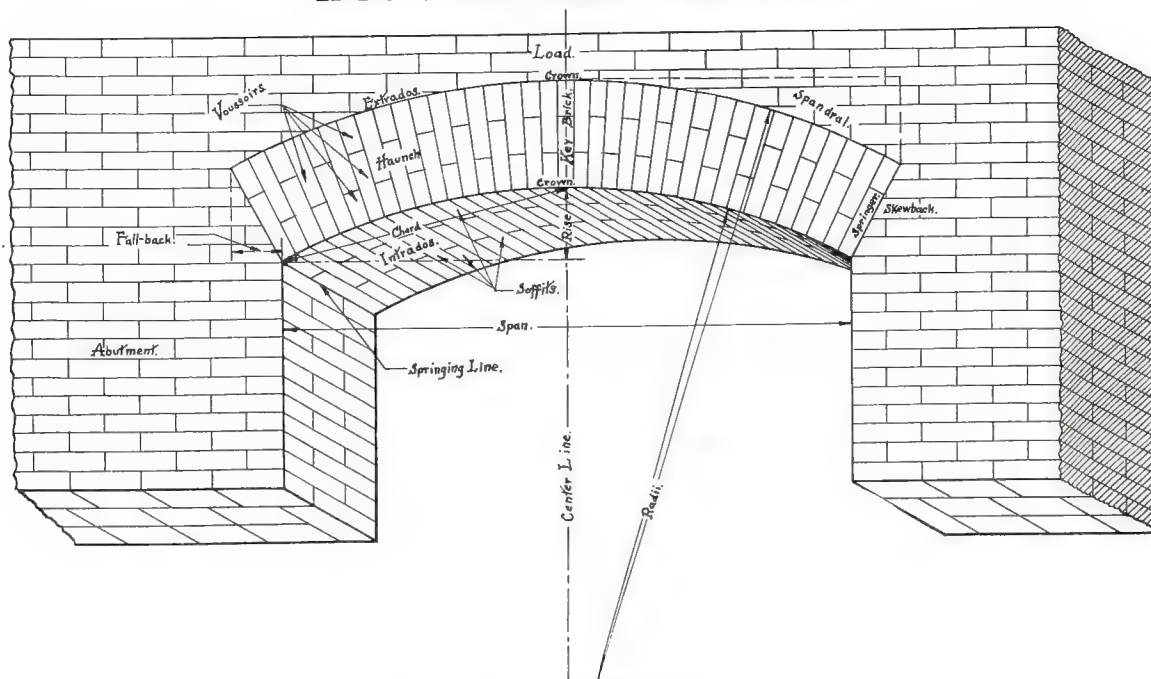 Load.
Crown.
Voussoirs.
Extrados.
Key Brick.
Spandral.
Haunch
Crown.
Springer.
Skewback.
Chord
Rise.
Fall-back.
Intrados.
Soffits.
Span.
Abutment.
Springing Line.
Center Line.
Radii.